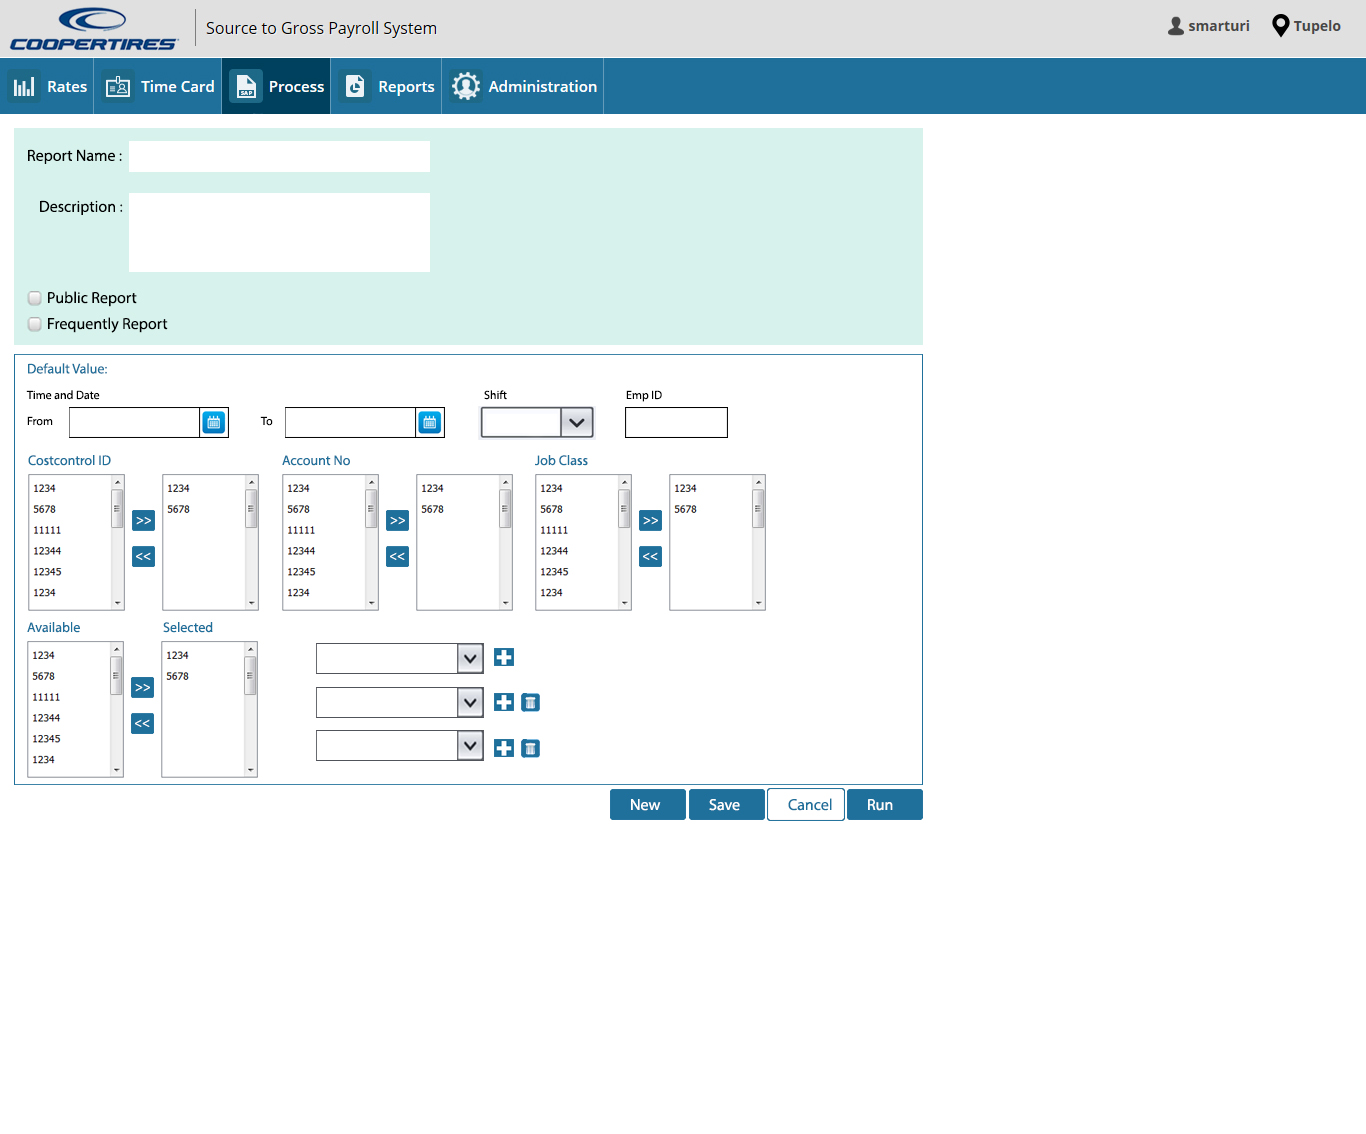 COOPERTIRES
Source to Gross Payroll System
smarturi
Tupelo
Rates
Time Card
SAP
Process
Reports
Administration
Report Name :
Description :
Public Report
Frequently Report
Default Value:
Time and Date
Shift
Emp ID
From
To
Costcontrol ID
Account No
Job Class
1234
5678
11111
12344
12345
1234
>>
<<
1234
5678
1234
5678
11111
12344
12345
1234
>>
<<
1234
5678
1234
5678
11111
12344
12345
1234
>>
<<
1234
5678
Available
Selected
1234
5678
11111
12344
12345
1234
>>
<<
1234
5678
New
Save
Cancel
Run